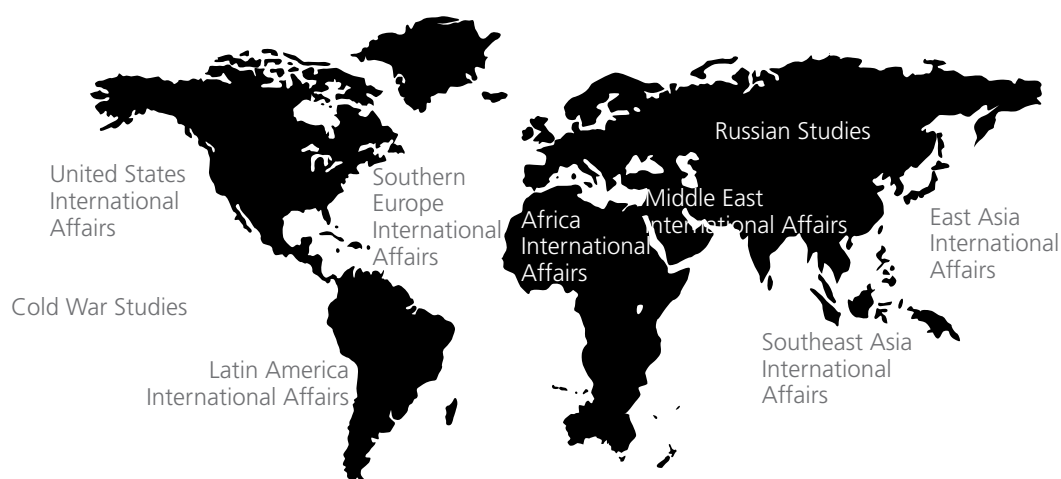 Russian Studies
United States
International
Affairs
Southern
Europe
International
Affairs
Africa
International
Affairs
Middle East
International Affairs
East Asia
International
Affairs
Cold War Studies
Latin America
International Affairs
Southeast Asia
International
Affairs